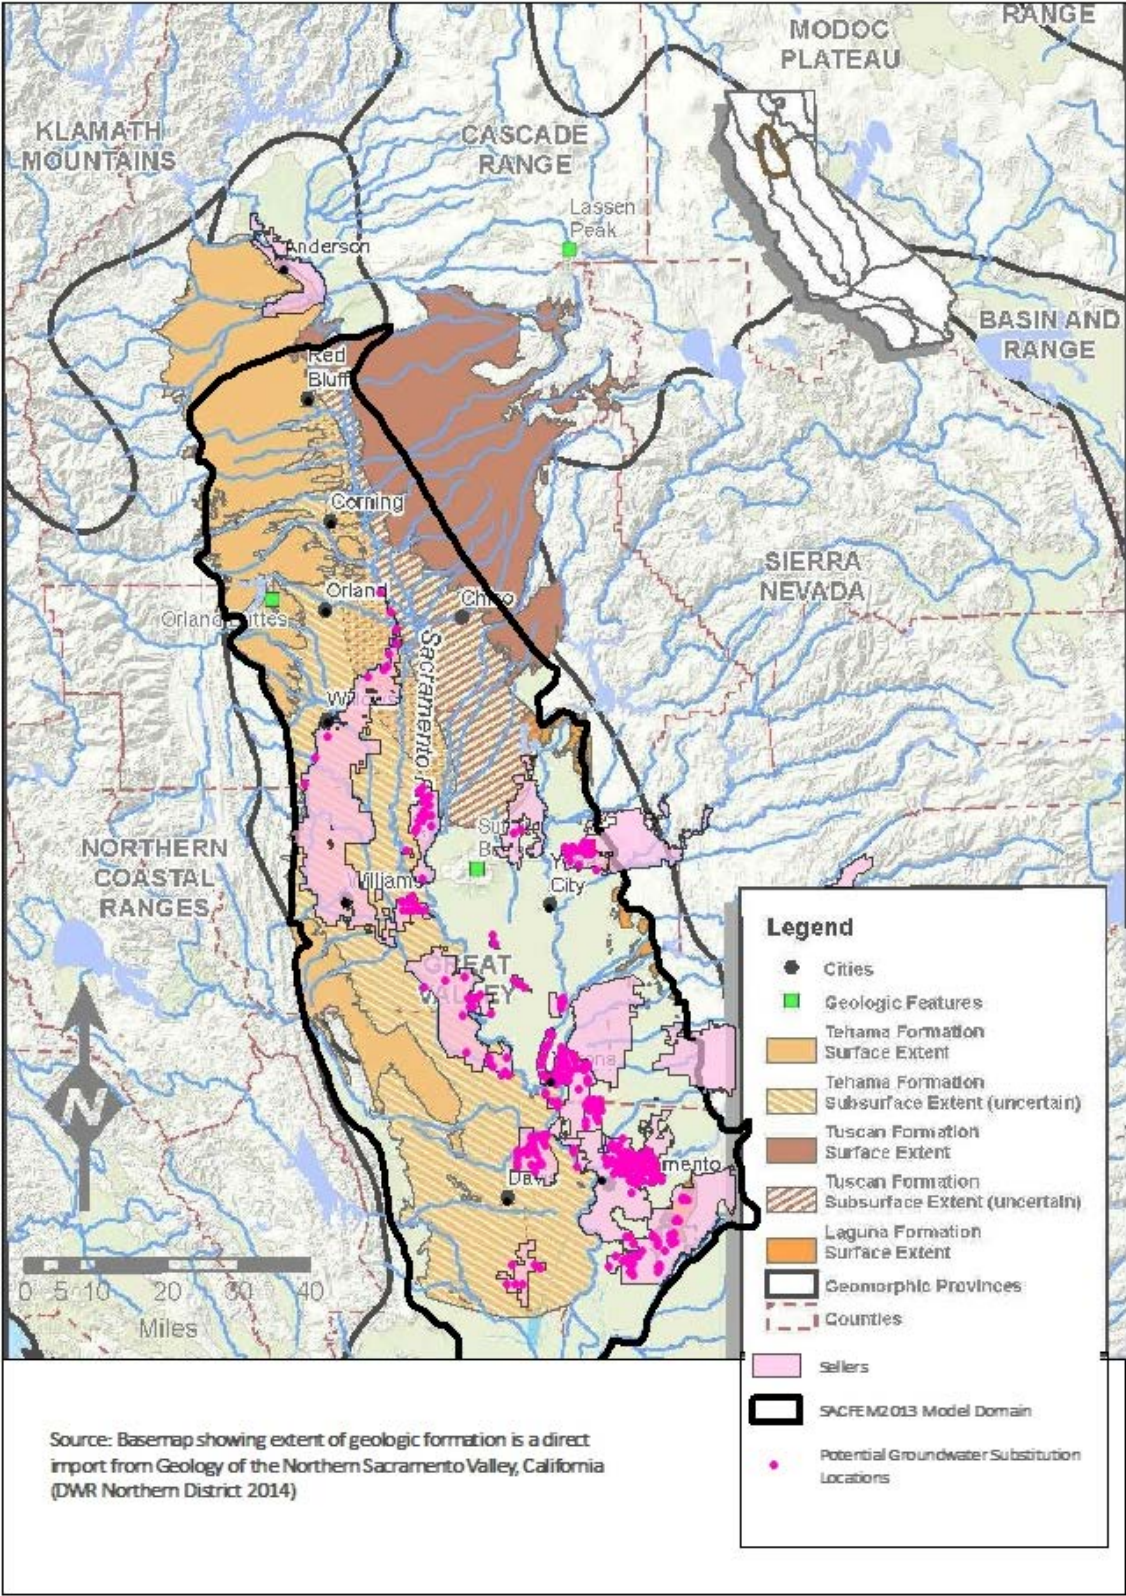 RANGE
MODOC
PLATEAU
KLAMATH
MOUNTAINS
CASCADE
RANGE
Lassen
Peak
Anderson
BASIN AND
RANGE
Red
Bluff
Corning
SIERRA
NEVADA
Orland
Chico
Sacramento
NORTHERN
COASTAL
RANGES
Williams
City
GREAT
VALLEY
mento
N
0 5 10 20 30 40
Miles
Legend
Cities
Geologic Features
Tehama Formation
Surface Extent
Tehama Formation
Subsurface Extent (uncertain)
Tuscan Formation
Surface Extent
Tuscan Formation
Subsurface Extent (uncertain)
Laguna Formation
Surface Extent
Geomorphic Provinces
Counties
Sellers
SACFEM2013 Model Domain
Potential Groundwater Substitution
Locations
Source: Basemap showing extent of geologic formation is a direct
import from Geology of the Northern Sacramento Valley, California
(DWR Northern District 2014)